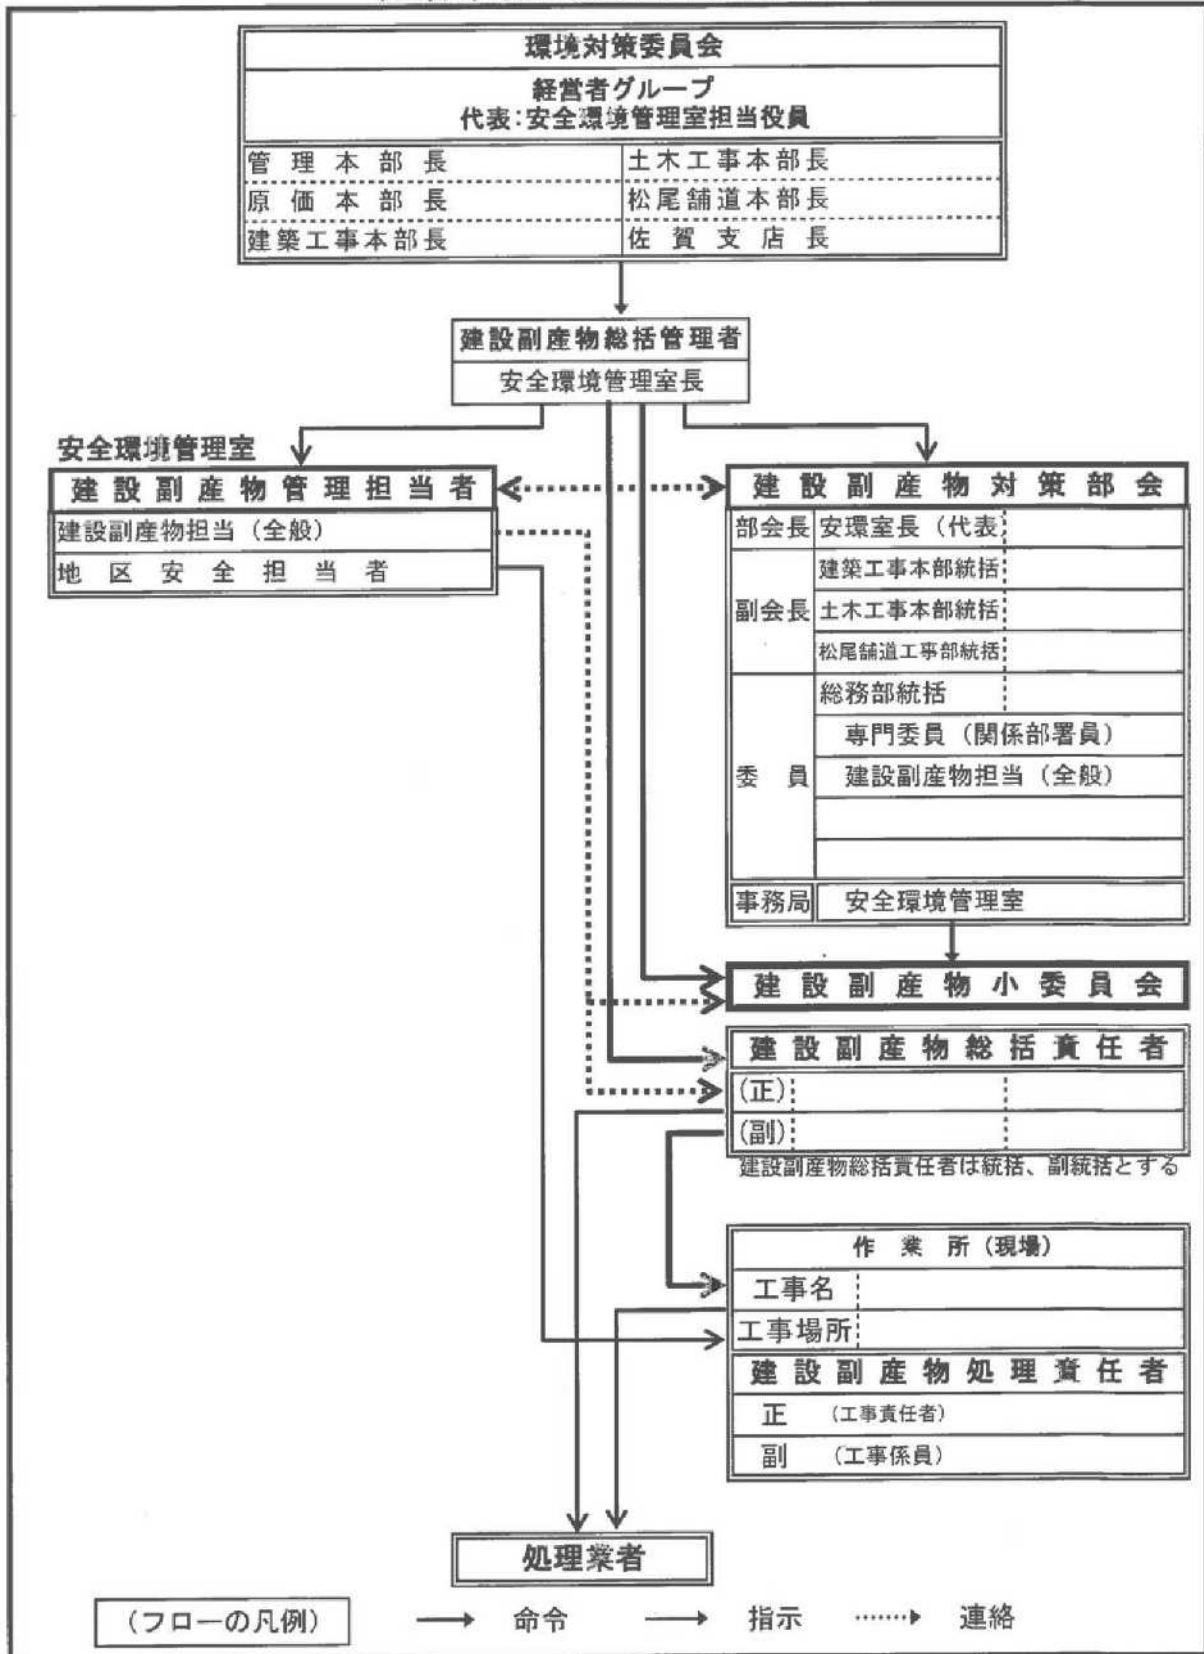 環境対策委員会
経営者グループ
代表：安全環境管理室担当役員
管理本部長
土木工事本部長
原価本部長
松尾舗道本部長
建築工事本部長
佐賀支店長
建設副産物総括管理者
安全環境管理室長
安全環境管理室
建設副産物管理担当者
建設副産物担当（全般）
地区安全担当者
建設副産物対策部会
部会長 安環室長（代表）
副会長
建築工事本部統括
土木工事本部統括
松尾舗道工事部統括
委員
総務部統括
専門委員（関係部署員）
建設副産物担当（全般）
事務局 安全環境管理室
建設副産物小委員会
建設副産物総括責任者
（正）
（副）
建設副産物総括責任者は統括、副統括とする
作業所（現場）
工事名
工事場所
建設副産物処理責任者
正 （工事責任者）
副 （工事係員）
処理業者
（フローの凡例） 命令 指示 連絡